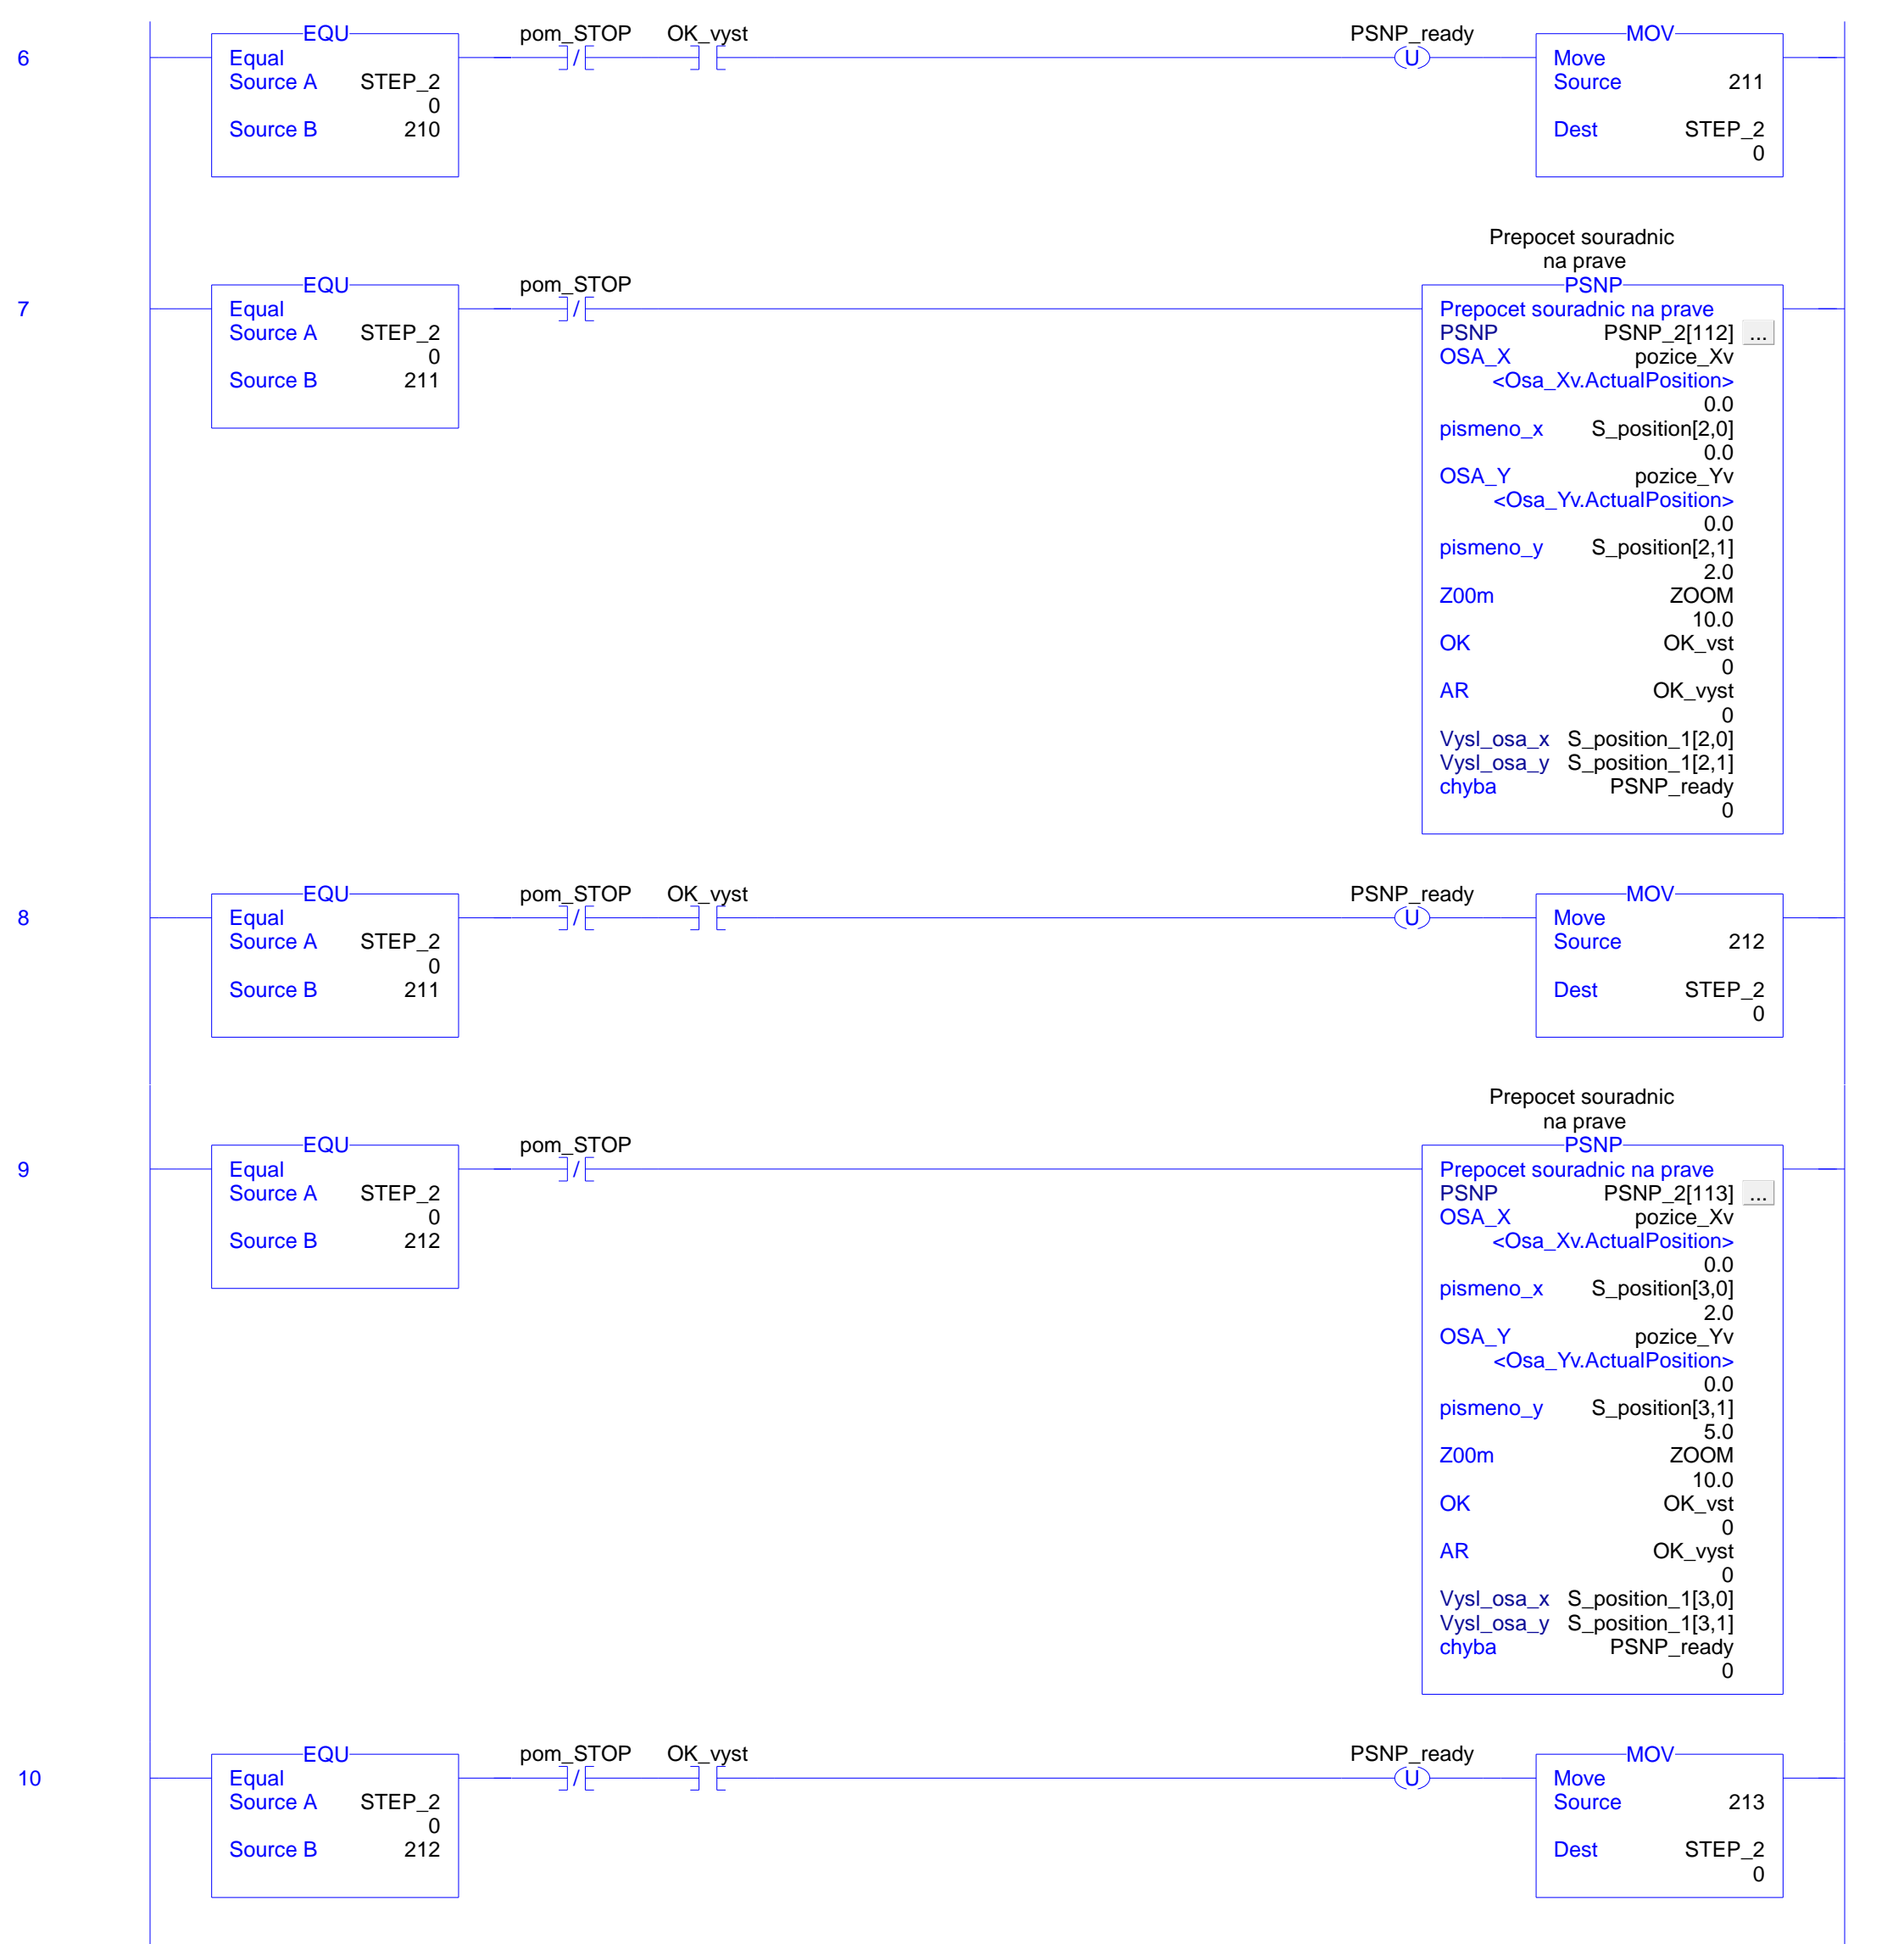 EQU pom_STOP OK_vyst PSNP_ready MOV
6 Equal / U Move
Source A STEP_2 Source 211
0
Source B 210 Dest STEP_2
0
Prepocet souradnic
na prave
EQU pom_STOP PSNP
7 Equal / Prepocet souradnic na prave
Source A STEP_2 PSNP PSNP_2[112] ...
0 OSA_X pozice_Xv
Source B 211 <Osa_Xv.ActualPosition>
0.0
pismeno_x S_position[2,0]
0.0
OSA_Y pozice_Yv
<Osa_Yv.ActualPosition>
0.0
pismeno_y S_position[2,1]
2.0
Z00m ZOOM
10.0
OK OK_vst
0
AR OK_vyst
0
Vysl_osa_x S_position_1[2,0]
Vysl_osa_y S_position_1[2,1]
chyba PSNP_ready
0
EQU pom_STOP OK_vyst PSNP_ready MOV
8 Equal / U Move
Source A STEP_2 Source 212
0
Source B 211 Dest STEP_2
0
Prepocet souradnic
na prave
EQU pom_STOP PSNP
9 Equal / Prepocet souradnic na prave
Source A STEP_2 PSNP PSNP_2[113] ...
0 OSA_X pozice_Xv
Source B 212 <Osa_Xv.ActualPosition>
0.0
pismeno_x S_position[3,0]
2.0
OSA_Y pozice_Yv
<Osa_Yv.ActualPosition>
0.0
pismeno_y S_position[3,1]
5.0
Z00m ZOOM
10.0
OK OK_vst
0
AR OK_vyst
0
Vysl_osa_x S_position_1[3,0]
Vysl_osa_y S_position_1[3,1]
chyba PSNP_ready
0
EQU pom_STOP OK_vyst PSNP_ready MOV
10 Equal / U Move
Source A STEP_2 Source 213
0
Source B 212 Dest STEP_2
0